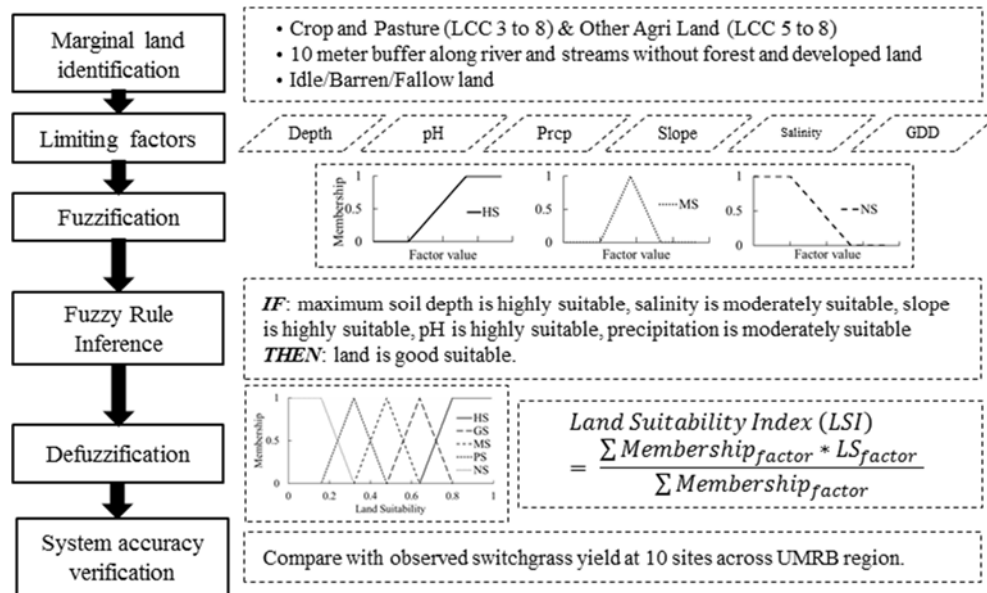 Marginal land
identification
• Crop and Pasture (LCC 3 to 8) & Other Agri Land (LCC 5 to 8)
• 10 meter buffer along river and streams without forest and developed land
• Idle/Barren/Fallow land
Limiting factors
Depth pH Prcp Slope Salinity GDD
Fuzzification
Membership
1
0.5
0
HS
Factor value
1
0.5
0
MS
Factor value
1
0.5
0
NS
Factor value
Fuzzy Rule
Inference
IF: maximum soil depth is highly suitable, salinity is moderately suitable, slope
is highly suitable, pH is highly suitable, precipitation is moderately suitable
THEN: land is good suitable.
Defuzzification
Membership
1
0.5
0
HS
GS
MS
PS
NS
0 0.2 0.4 0.6 0.8 1
Land Suitability
Land Suitability Index (LSI)
= ∑ Membership_factor * LS_factor
∑ Membership_factor
System accuracy
verification
Compare with observed switchgrass yield at 10 sites across UMRB region.